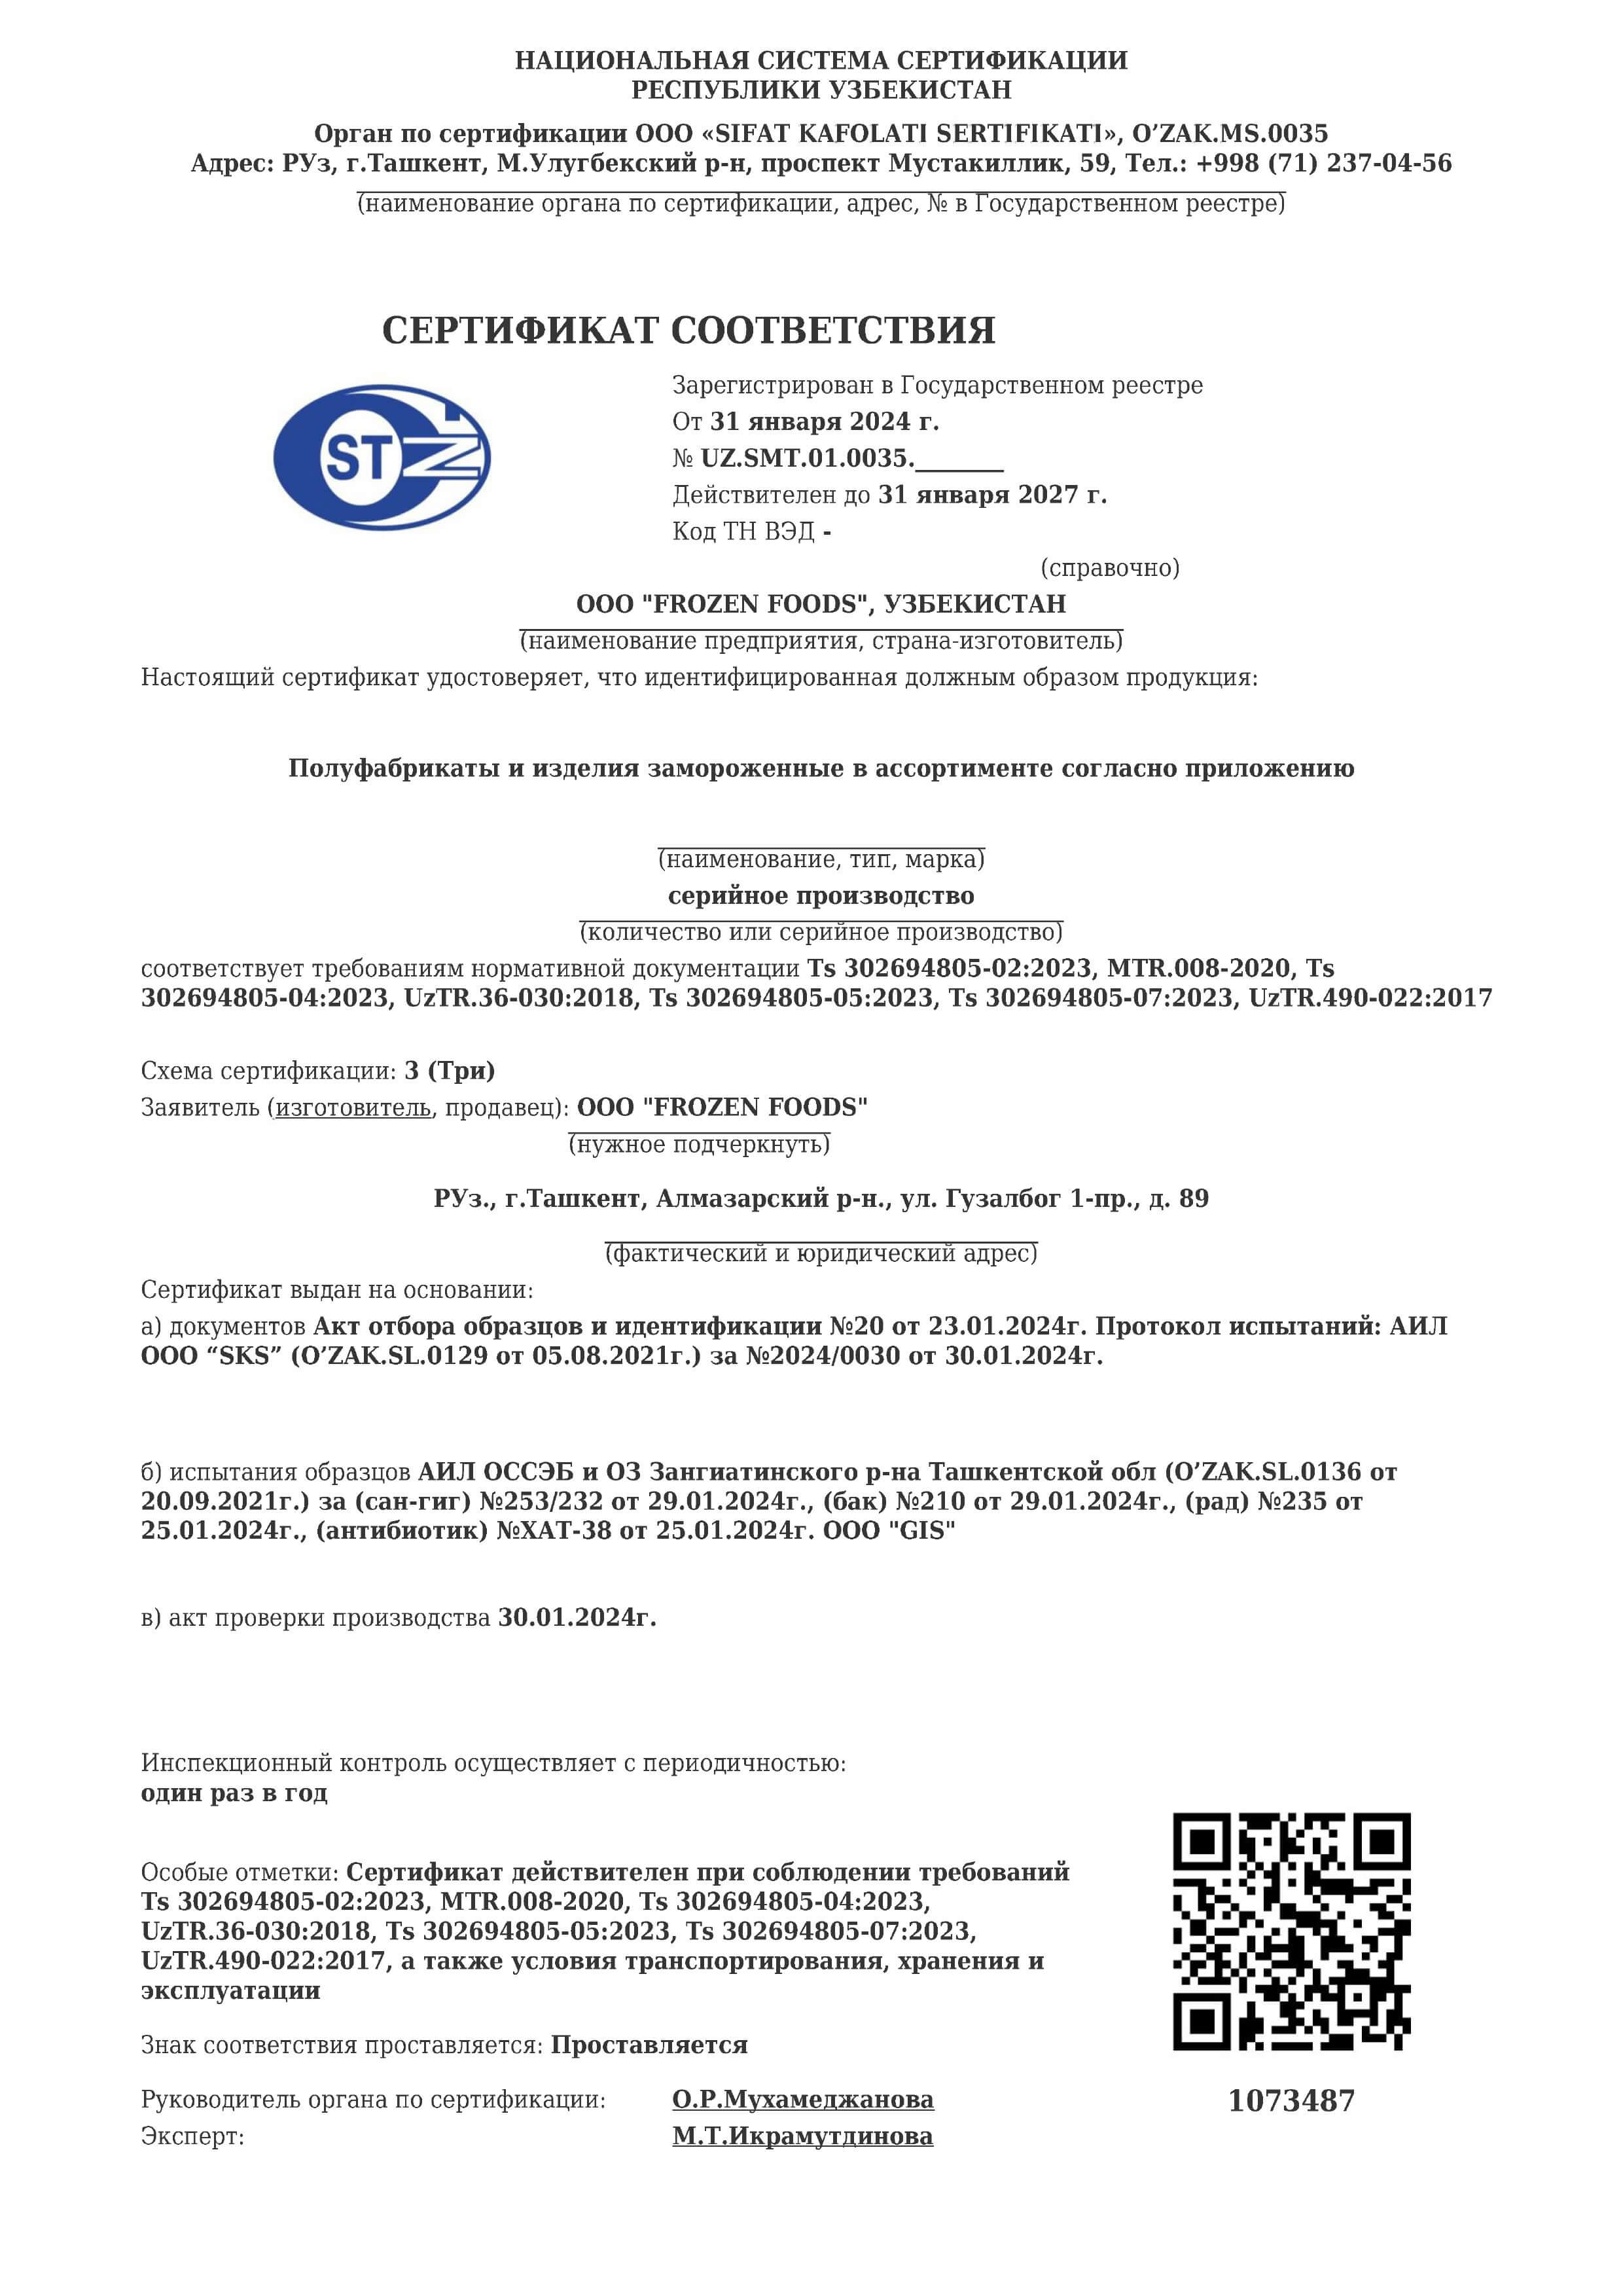 НАЦИОНАЛЬНАЯ СИСТЕМА СЕРТИФИКАЦИИ
РЕСПУБЛИКИ УЗБЕКИСТАН
Орган по сертификации ООО «SIFAT KAFOLATI SERTIFIKATI», O’ZAK.MS.0035
Адрес: РУз, г.Ташкент, М.Улугбекский р-н, проспект Мустакиллик, 59, Тел.: +998 (71) 237-04-56
(наименование органа по сертификации, адрес, № в Государственном реестре)
СЕРТИФИКАТ СООТВЕТСТВИЯ
ST
Зарегистрирован в Государственном реестре
От 31 января 2024 г.
№ UZ.SMT.01.0035.________
Действителен до 31 января 2027 г.
Код ТН ВЭД -
(справочно)
ООО "FROZEN FOODS", УЗБЕКИСТАН
(наименование предприятия, страна-изготовитель)
Настоящий сертификат удостоверяет, что идентифицированная должным образом продукция:
Полуфабрикаты и изделия замороженные в ассортименте согласно приложению
(наименование, тип, марка)
серийное производство
(количество или серийное производство)
соответствует требованиям нормативной документации Ts 302694805-02:2023, MTR.008-2020, Ts
302694805-04:2023, UzTR.36-030:2018, Ts 302694805-05:2023, Ts 302694805-07:2023, UzTR.490-022:2017
Схема сертификации: 3 (Три)
Заявитель (изготовитель, продавец): ООО "FROZEN FOODS"
(нужное подчеркнуть)
РУз., г.Ташкент, Алмазарский р-н., ул. Гузалбог 1-пр., д. 89
(фактический и юридический адрес)
Сертификат выдан на основании:
а) документов Акт отбора образцов и идентификации №20 от 23.01.2024г. Протокол испытаний: АИЛ
ООО “SKS” (O’ZAK.SL.0129 от 05.08.2021г.) за №2024/0030 от 30.01.2024г.
б) испытания образцов АИЛ ОССЭБ и ОЗ Зангиатинского р-на Ташкентской обл (O’ZAK.SL.0136 от
20.09.2021г.) за (сан-гиг) №253/232 от 29.01.2024г., (бак) №210 от 29.01.2024г., (рад) №235 от
25.01.2024г., (антибиотик) №ХАТ-38 от 25.01.2024г. ООО "GIS"
в) акт проверки производства 30.01.2024г.
Инспекционный контроль осуществляет с периодичностью:
один раз в год
Особые отметки: Сертификат действителен при соблюдении требований
Ts 302694805-02:2023, MTR.008-2020, Ts 302694805-04:2023,
UzTR.36-030:2018, Ts 302694805-05:2023, Ts 302694805-07:2023,
UzTR.490-022:2017, а также условия транспортирования, хранения и
эксплуатации
Знак соответствия проставляется: Проставляется
Руководитель органа по сертификации: О.Р.Мухамеджанова
1073487
Эксперт: М.Т.Икрамутдинова